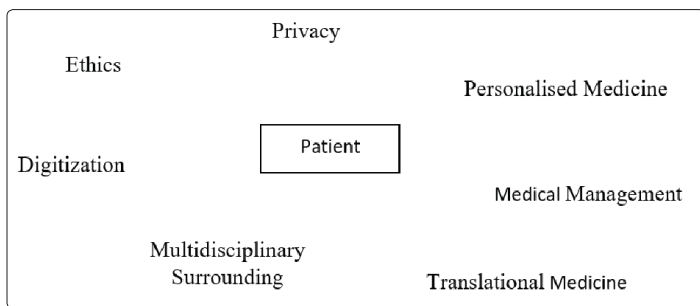 Privacy
Ethics
Personalised Medicine
Patient
Digitization
Medical Management
Multidisciplinary
Surrounding
Translational Medicine